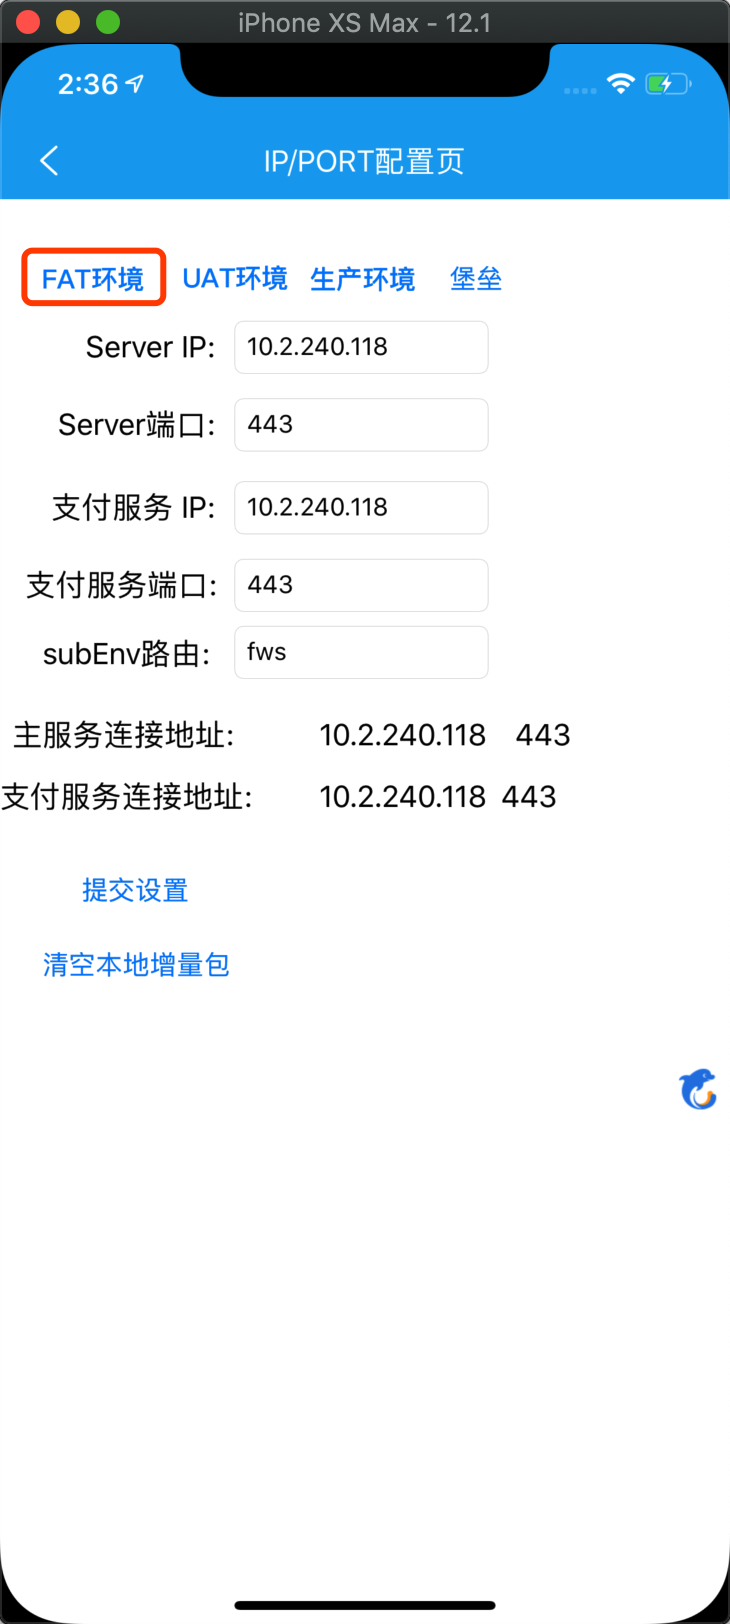 iPhone XS Max - 12.1
2:36
IP/PORT配置页
FAT环境 UAT环境 生产环境 堡垒
Server IP: 10.2.240.118
Server端口: 443
支付服务 IP: 10.2.240.118
支付服务端口: 443
subEnv路由: fws
主服务连接地址: 10.2.240.118 443
支付服务连接地址: 10.2.240.118 443
提交设置
清空本地增量包